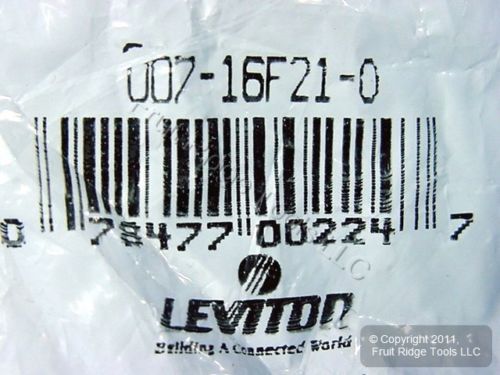 007-16F21-0
0 78477 00224 7
LEVITON
Building A Connected World
© Copyright 2011,
Fruit Ridge Tools LLC